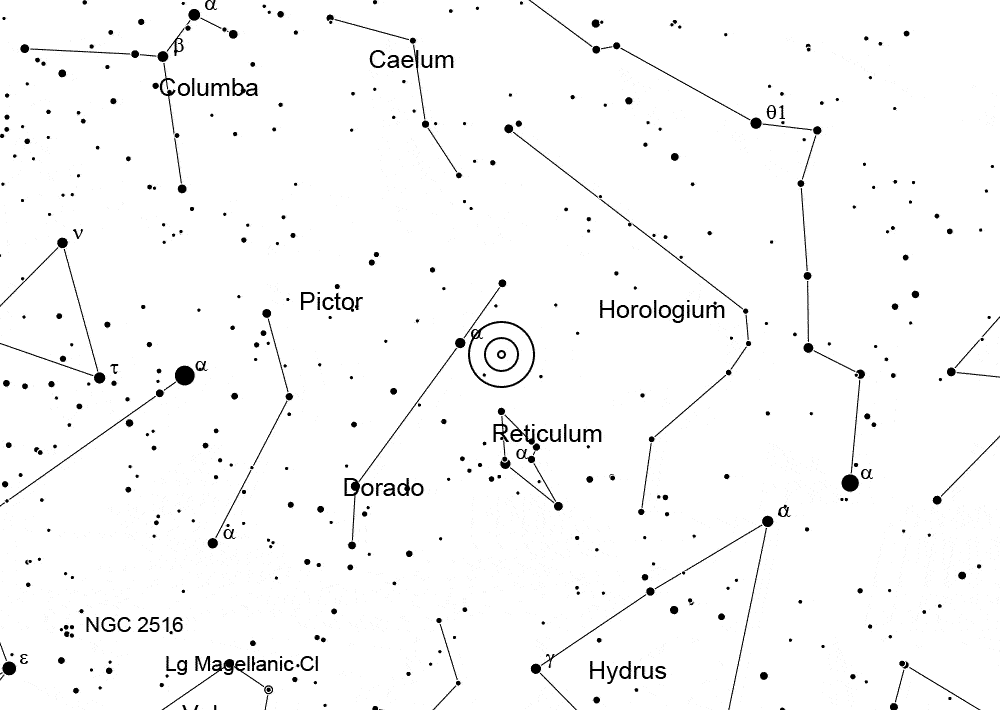 α
β
Columba
Caelum
θ1
ν
Pictor
Horologium
α
τ
α
Reticulum
α
α
Dorado
α
α
NGC 2516
ε
Lg Magellanic Cl
γ
Hydrus